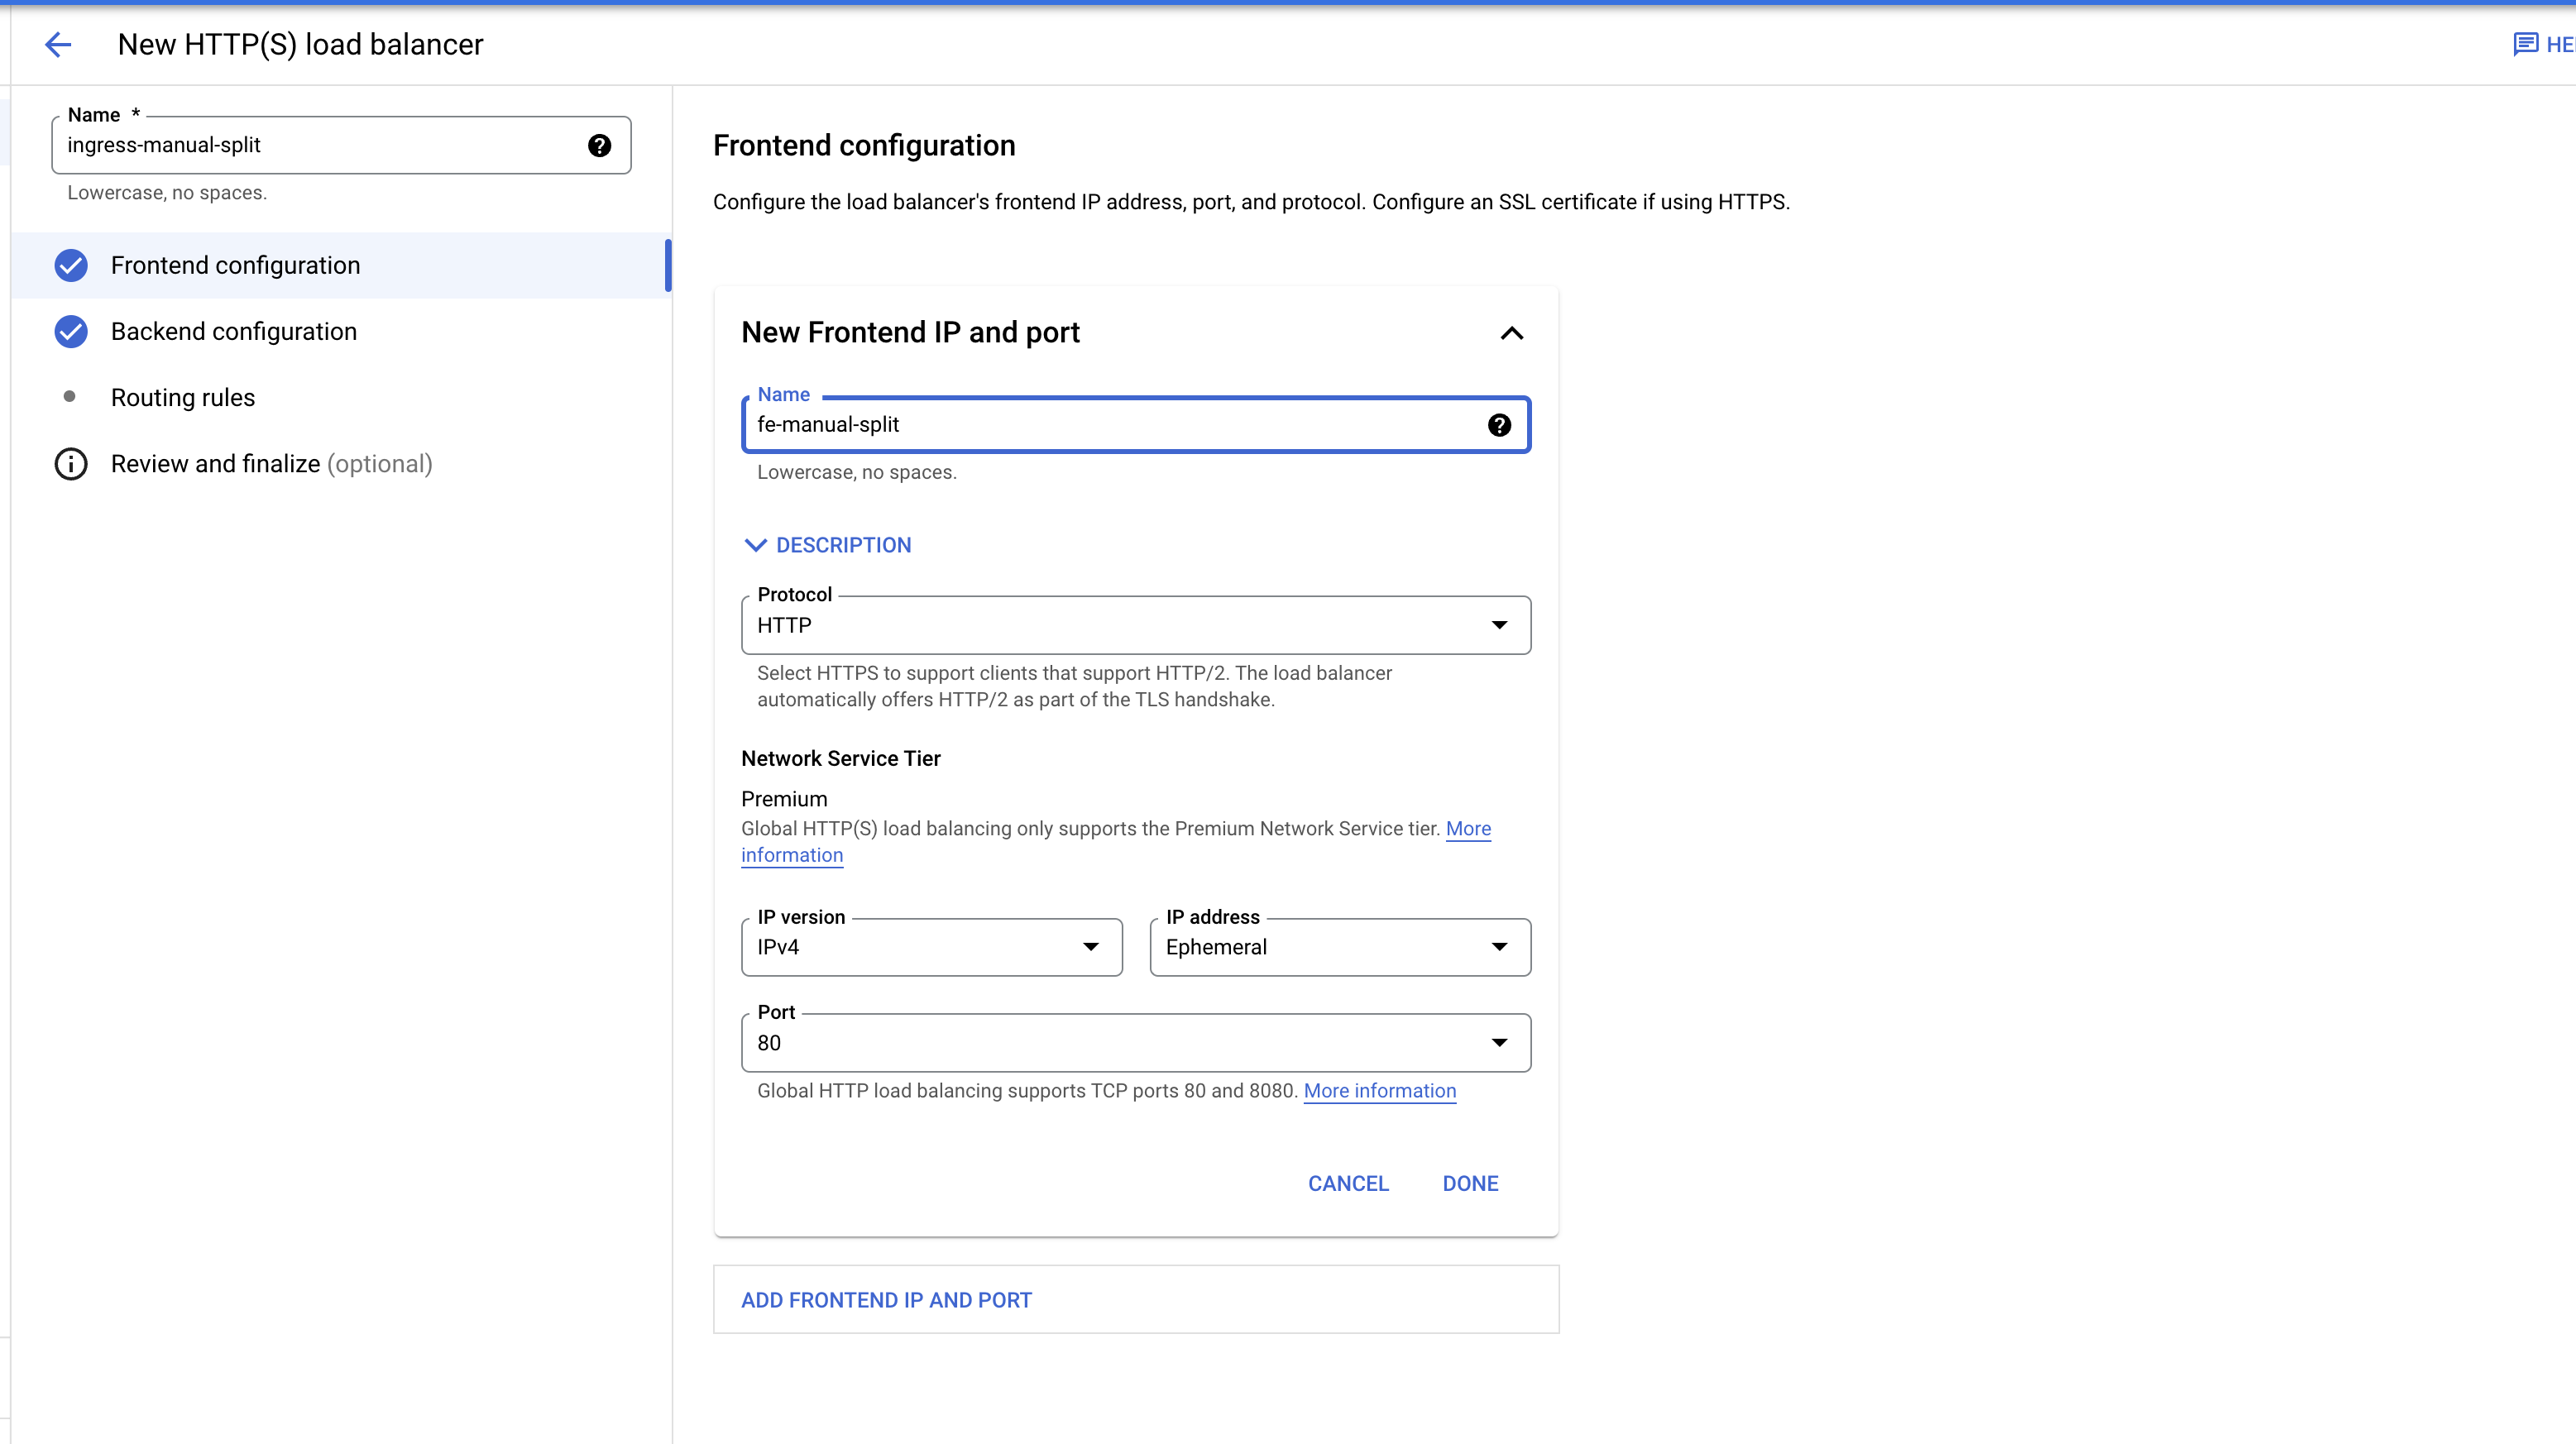 New HTTP(S) load balancer
Name *
ingress-manual-split
Lowercase, no spaces.
Frontend configuration
Backend configuration
Routing rules
Review and finalize (optional)
Frontend configuration
Configure the load balancer's frontend IP address, port, and protocol. Configure an SSL certificate if using HTTPS.
New Frontend IP and port
Name
fe-manual-split
Lowercase, no spaces.
DESCRIPTION
Protocol
HTTP
Select HTTPS to support clients that support HTTP/2. The load balancer
automatically offers HTTP/2 as part of the TLS handshake.
Network Service Tier
Premium
Global HTTP(S) load balancing only supports the Premium Network Service tier. More
information
IP version
IPv4
IP address
Ephemeral
Port
80
Global HTTP load balancing supports TCP ports 80 and 8080. More information
CANCEL DONE
ADD FRONTEND IP AND PORT